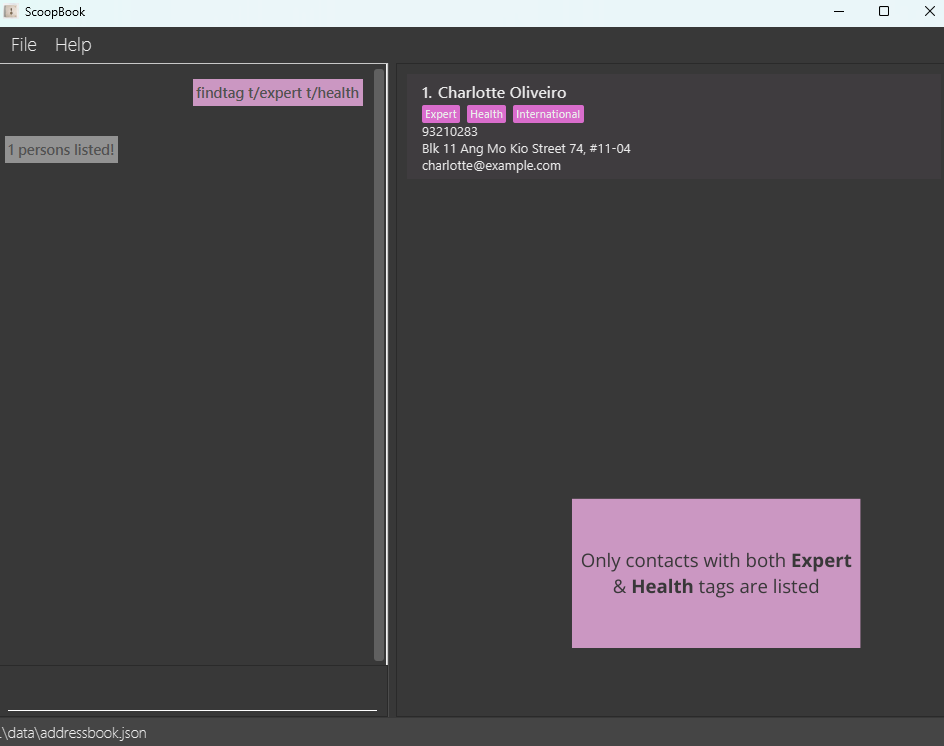 ScoopBook
File Help
findtag t/expert t/health
1 persons listed!
1. Charlotte Oliveiro
Expert Health International
93210283
Blk 11 Ang Mo Kio Street 74, #11-04
charlotte@example.com
Only contacts with both Expert
& Health tags are listed
.\data\addressbook.json